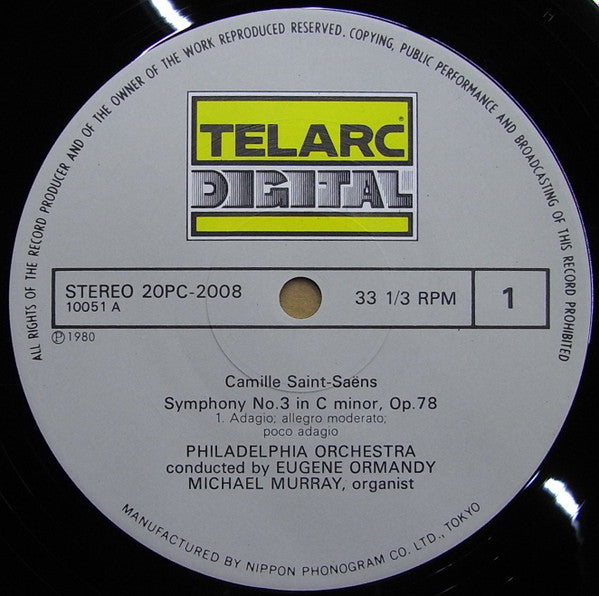 ALL RIGHTS OF THE RECORD PRODUCER AND OF THE OWNER OF THE WORK REPRODUCED RESERVED. COPYING, PUBLIC PERFORMANCE AND BROADCASTING OF THIS RECORD PROHIBITED
TELARC®
DIGITAL
STEREO 20PC-2008
10051 A
33 1/3 RPM
1
℗1980
Camille Saint-Saëns
Symphony No.3 in C minor, Op.78
1. Adagio; allegro moderato;
poco adagio
PHILADELPHIA ORCHESTRA
conducted by EUGENE ORMANDY
MICHAEL MURRAY, organist
MANUFACTURED BY NIPPON PHONOGRAM CO. LTD., TOKYO